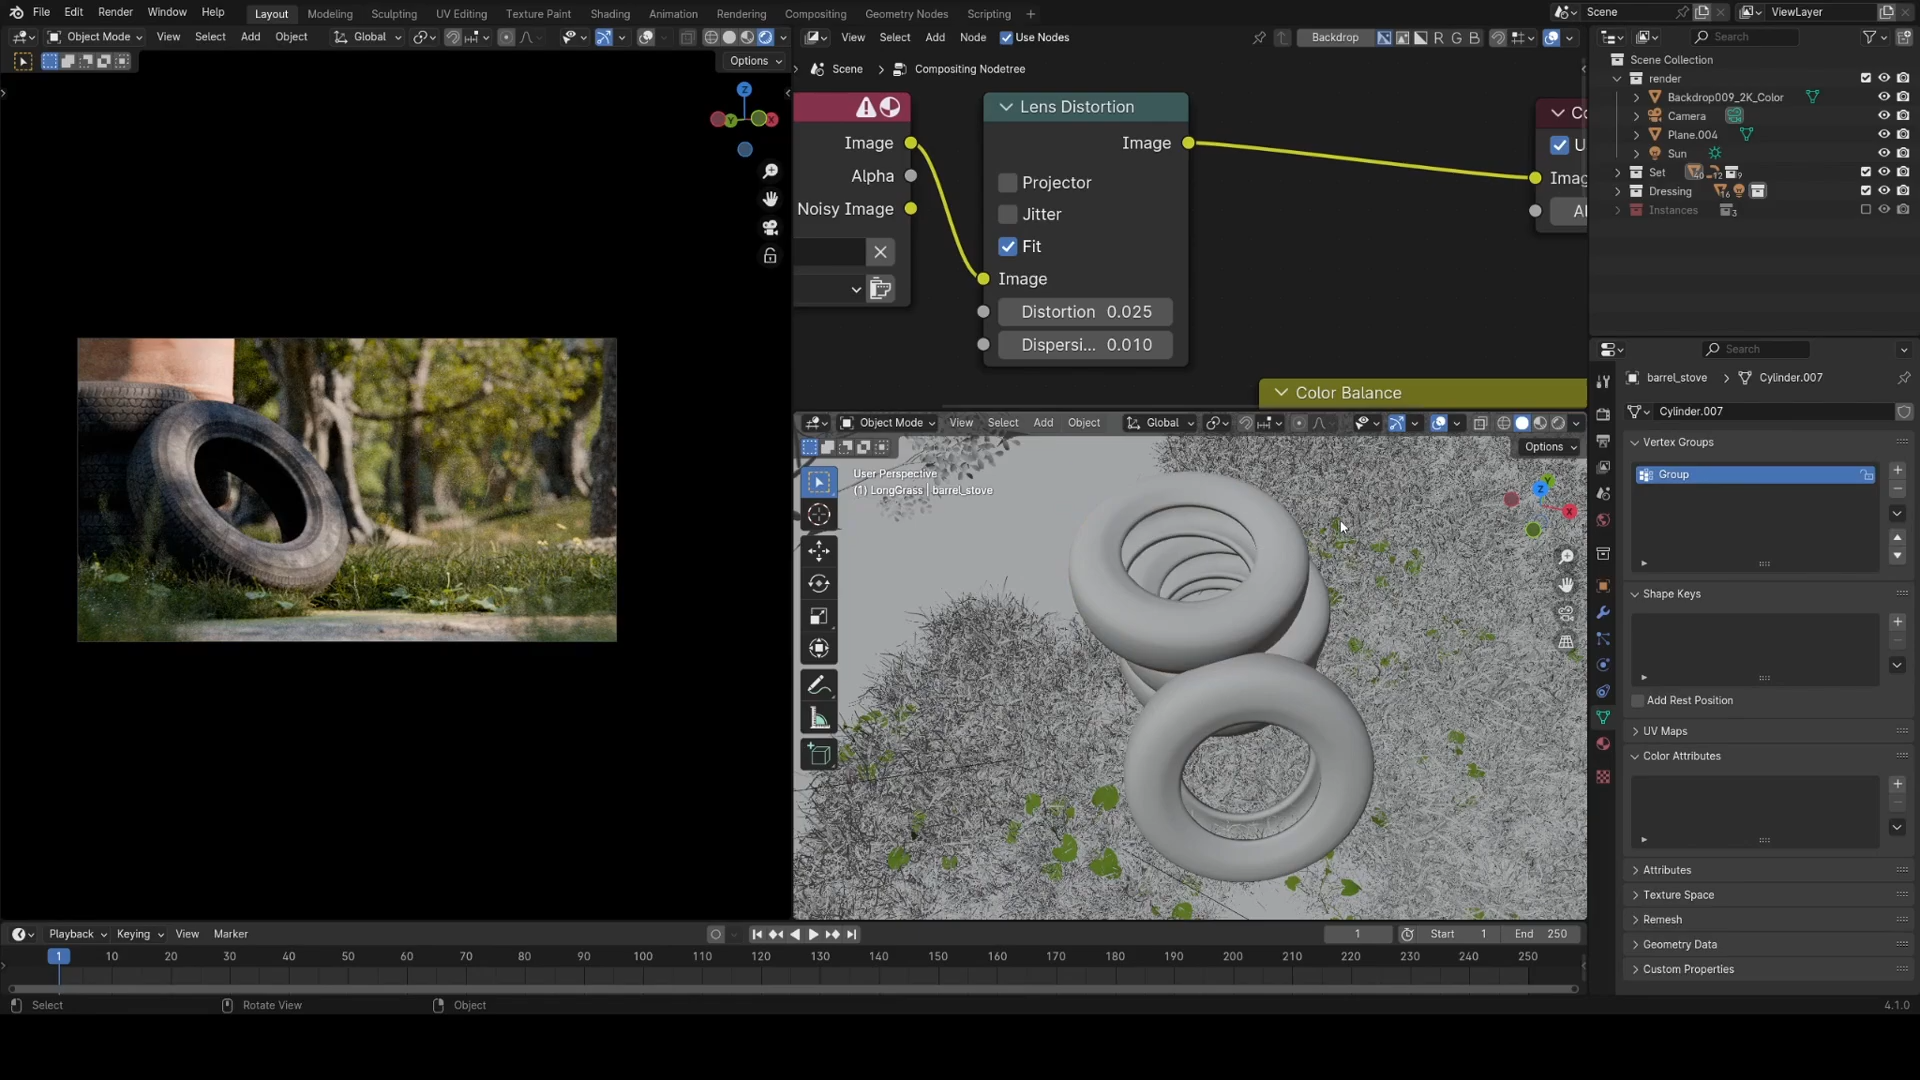 File Edit Render Window Help Layout Modeling Sculpting UV Editing Texture Paint Shading Animation Rendering Compositing Geometry Nodes Scripting + Scene ViewLayer
Object Mode View Select Add Object Global
Options
View Select Add Node Use Nodes Backdrop R G B
Scene > Compositing Nodetree
Image
Alpha
Noisy Image
Lens Distortion
Image
Projector
Jitter
Fit
Image
Distortion 0.025
Dispersi... 0.010
Color Balance
Object Mode View Select Add Object Global
Options
User Perspective
(1) LongGrass | barrel_stove
Z
Y
X
Search
Scene Collection
render
Backdrop009_2K_Color
Camera
Plane.004
Sun
Set 40 12 9
Dressing 16
Instances 3
Search
barrel_stove > Cylinder.007
Cylinder.007
Vertex Groups
Group
Shape Keys
Add Rest Position
UV Maps
Color Attributes
Attributes
Texture Space
Remesh
Geometry Data
Custom Properties
Playback Keying View Marker 1 Start 1 End 250
1 10 20 30 40 50 60 70 80 90 100 110 120 130 140 150 160 170 180 190 200 210 220 230 240 250
Select Rotate View Object 4.1.0